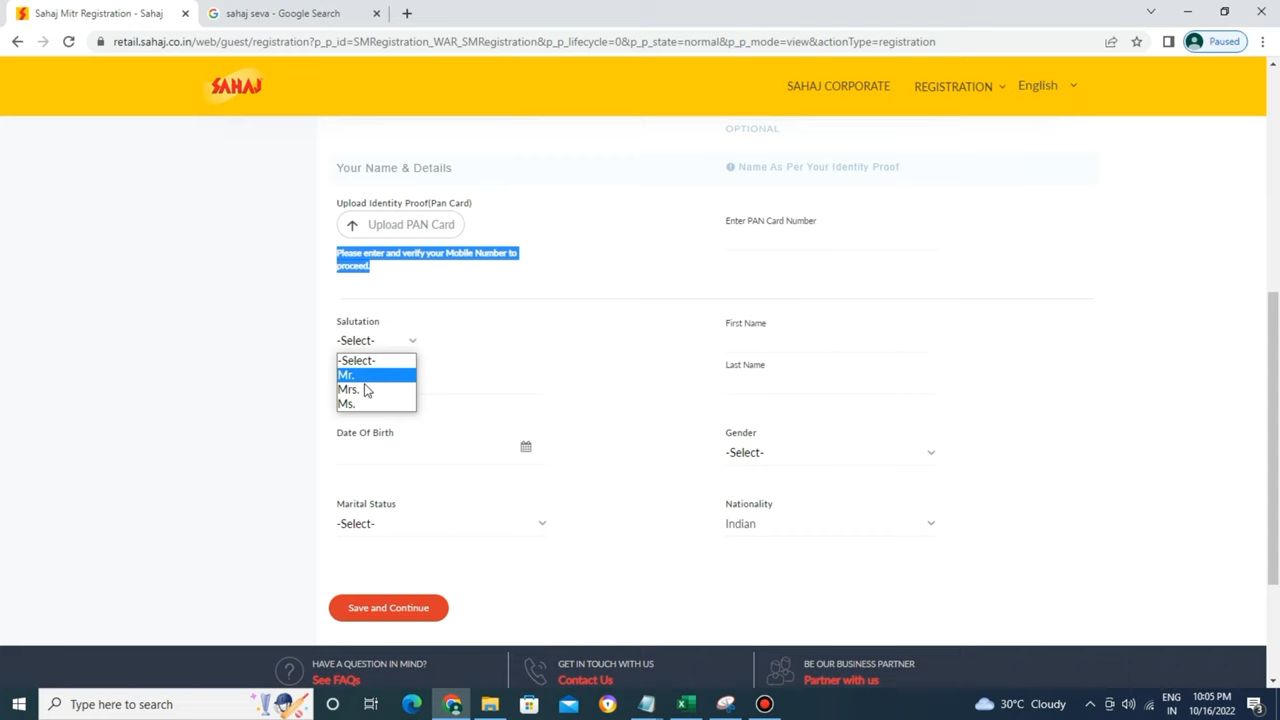 Sahaj Mitr Registration - Sahaj
sahaj seva - Google Search
retail.sahaj.co.in/web/guest/registration?p_p_id=SMRegistration_WAR_SMRegistration&p_p_lifecycle=0&p_p_state=normal&p_p_mode=view&actionType=registration
Paused
SAHAJ
SAHAJ CORPORATE
REGISTRATION
English
OPTIONAL
Your Name & Details
Name As Per Your Identity Proof
Upload Identity Proof(Pan Card)
Upload PAN Card
Enter PAN Card Number
Please enter and verify your Mobile Number to
proceed.
Salutation
-Select-
First Name
-Select-
Mr.
Mrs.
Ms.
Last Name
Date Of Birth
Gender
-Select-
Marital Status
-Select-
Nationality
Indian
Save and Continue
HAVE A QUESTION IN MIND?
See FAQs
GET IN TOUCH WITH US
Contact Us
BE OUR BUSINESS PARTNER
Partner with us
Type here to search
30°C Cloudy
ENG
IN
10:05 PM
10/16/2022
3